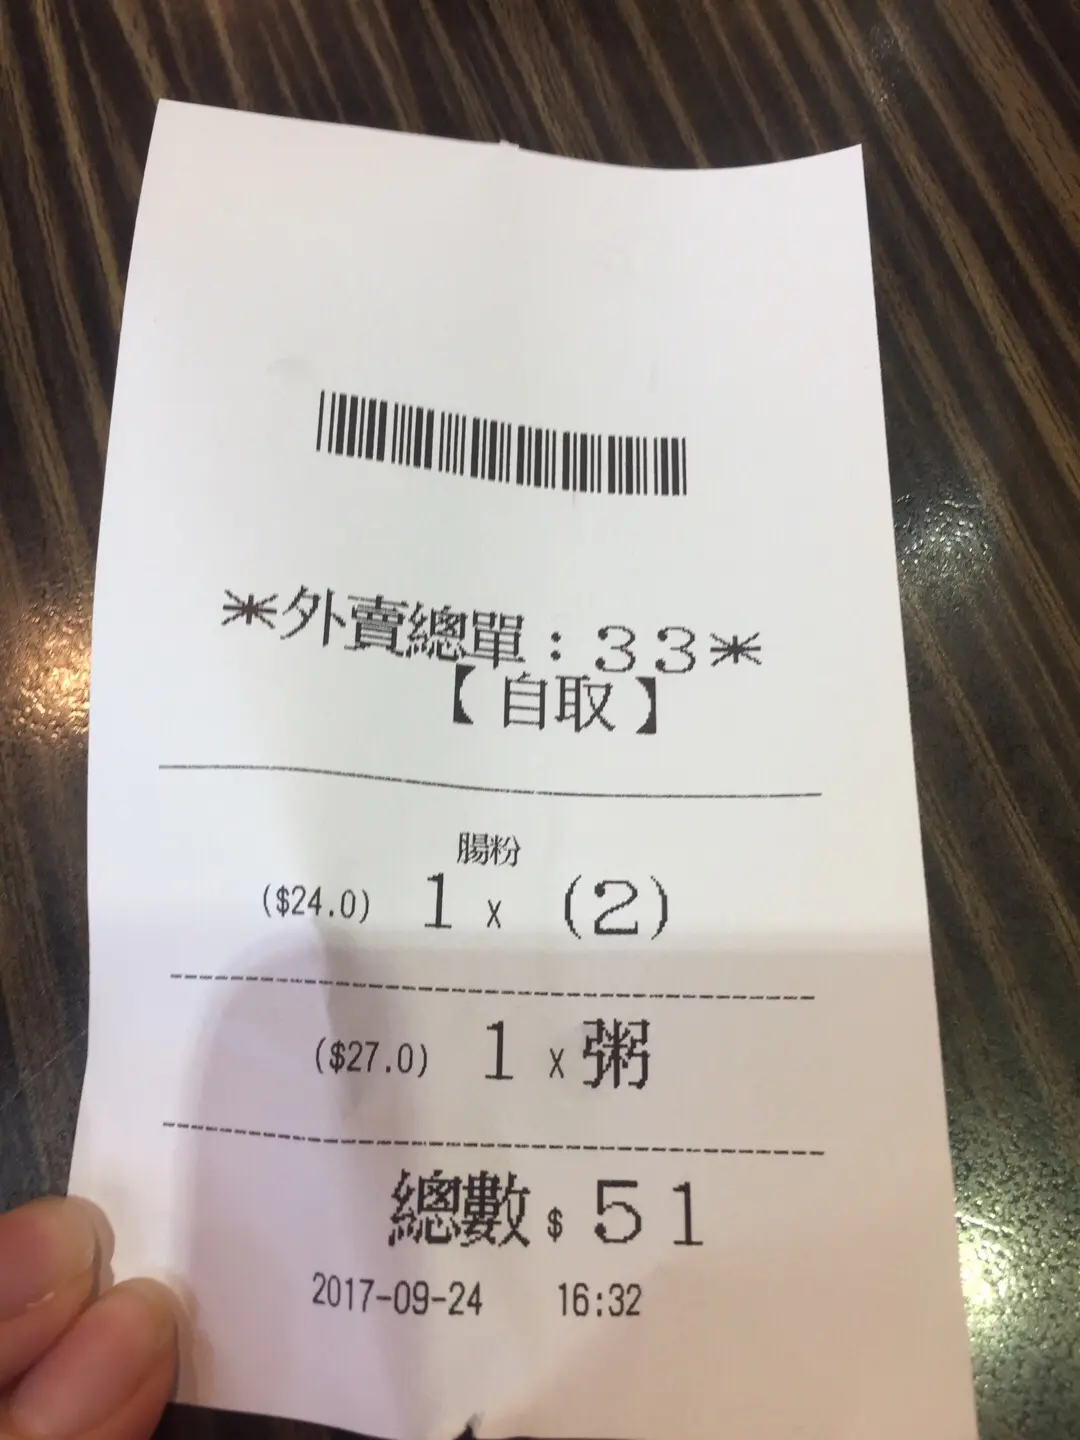 *外賣總單：33*
【自取】
腸粉
($24.0) 1 x (2)
($27.0) 1 x 粥
總數 $ 51
2017-09-24 16:32